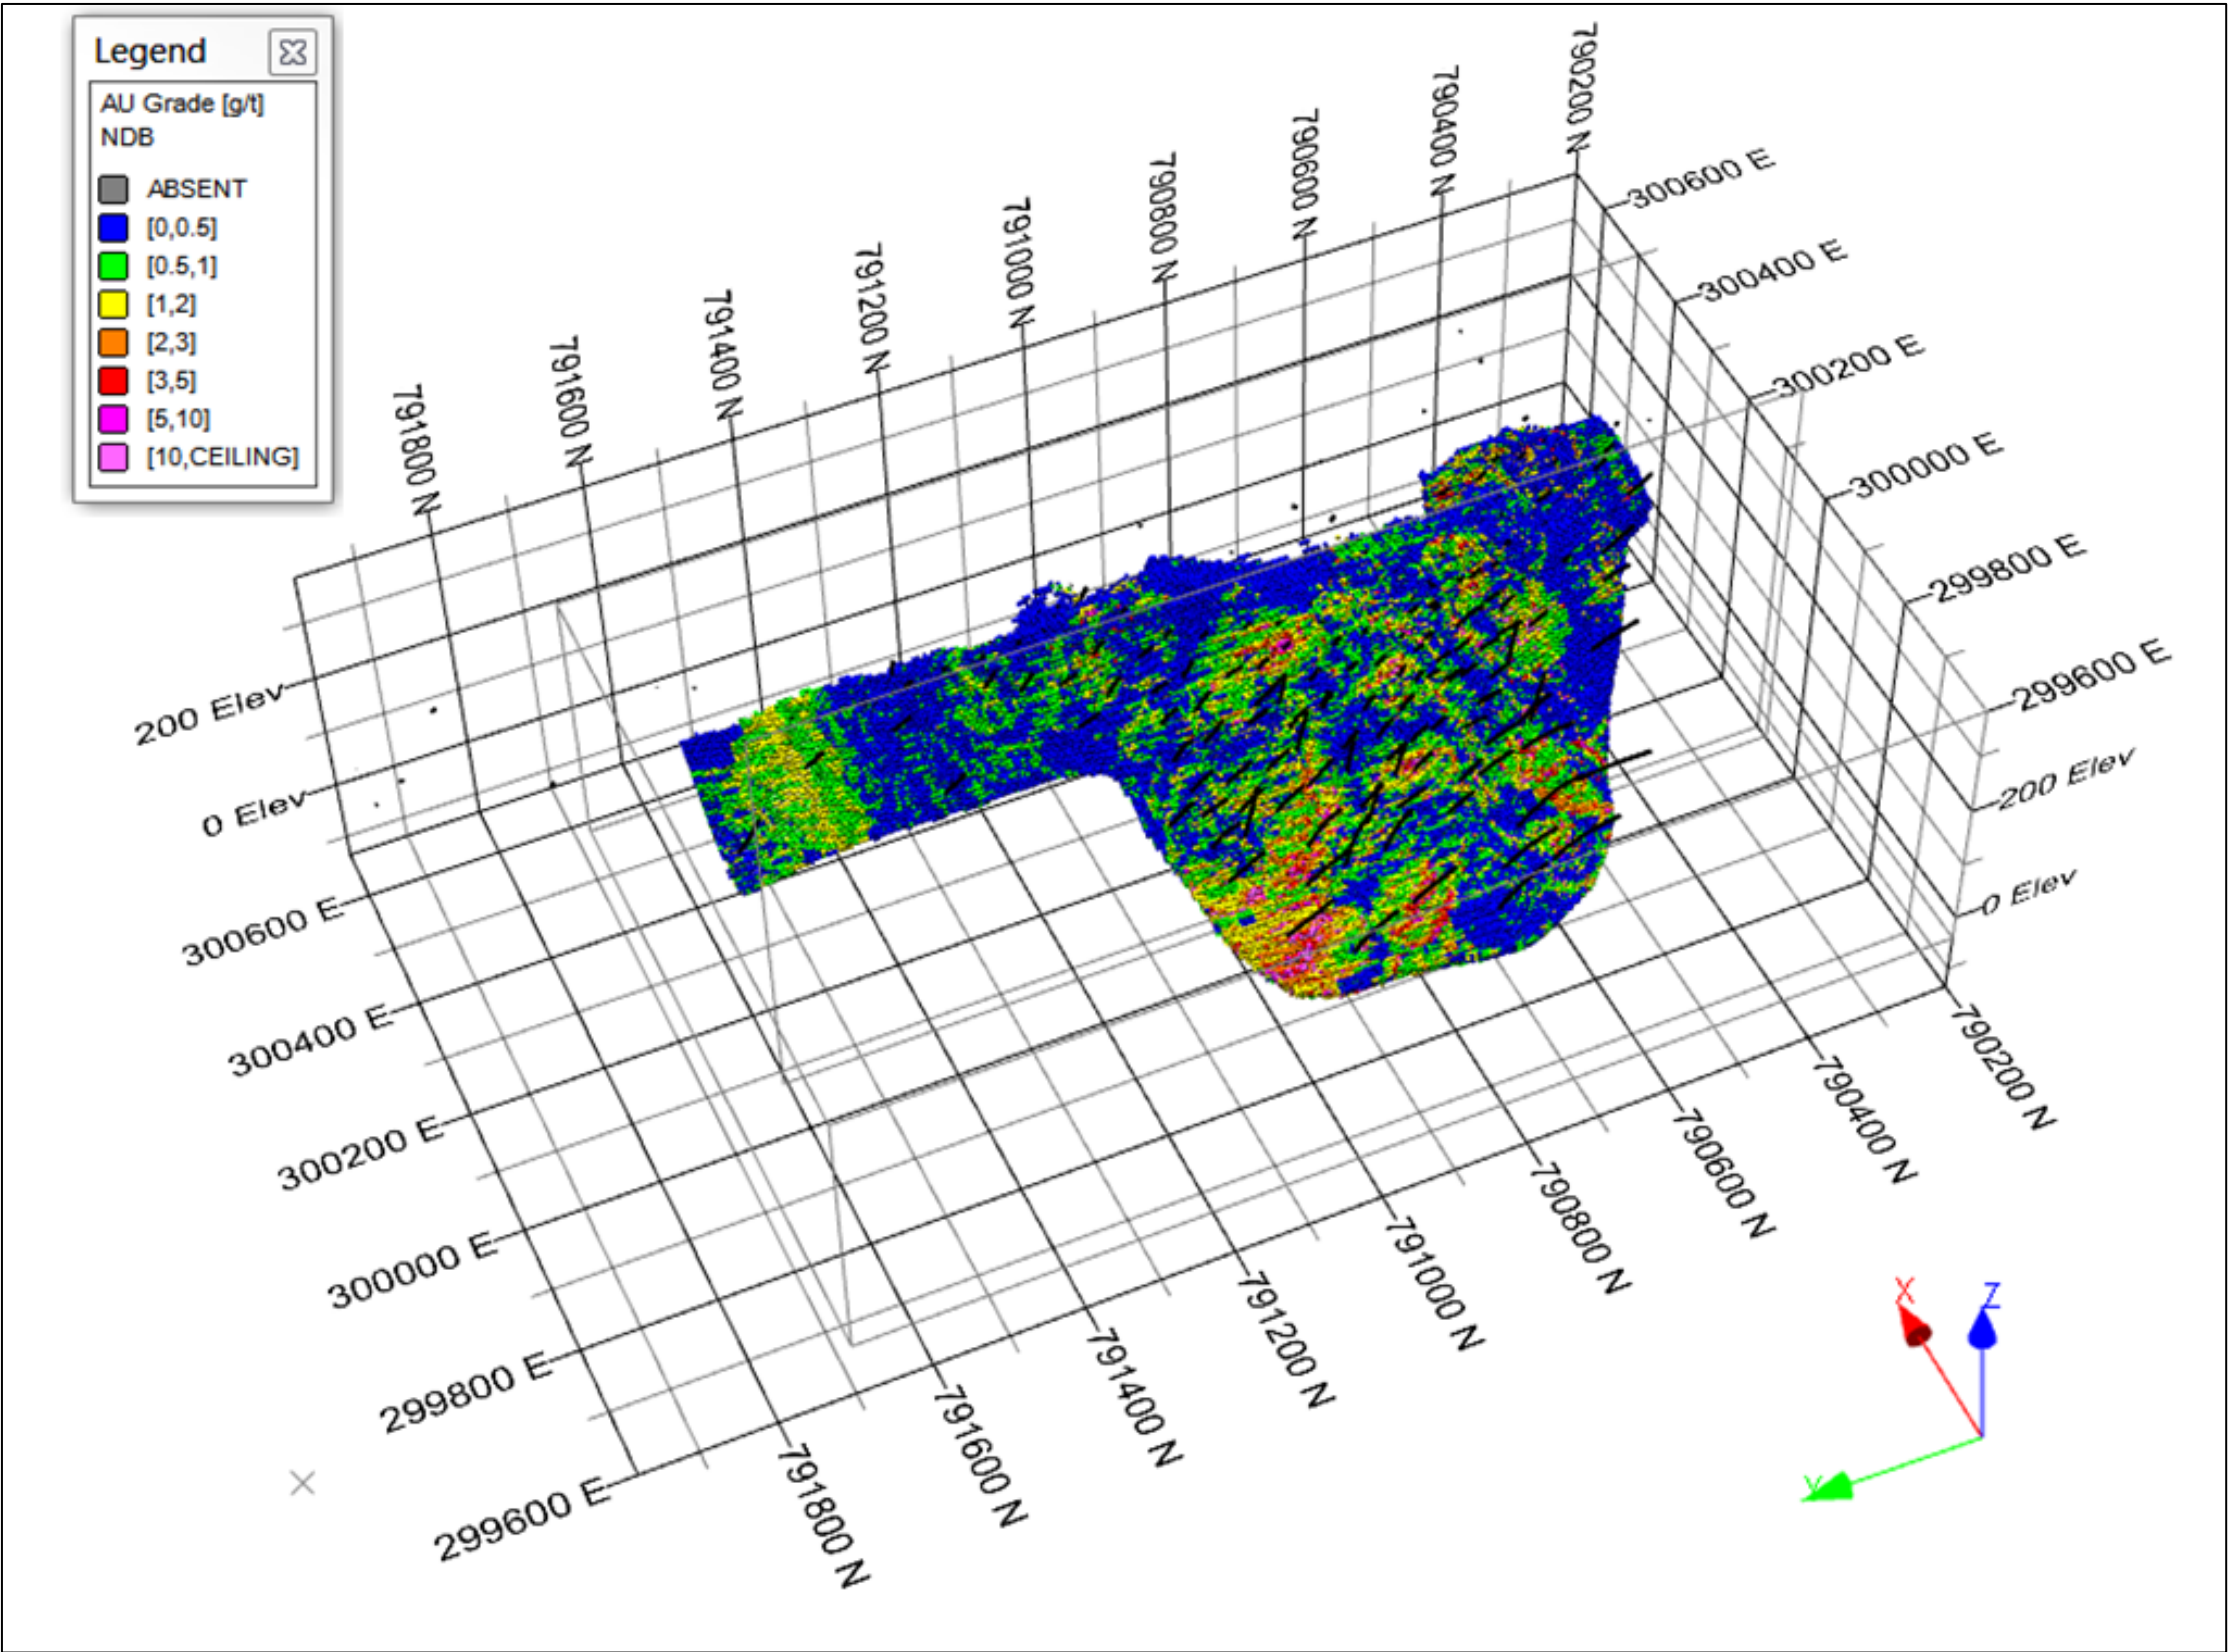 Legend
AU Grade [g/t]
NDB
ABSENT
[0,0.5]
[0.5,1]
[1,2]
[2,3]
[3,5]
[5,10]
[10,CEILING]
791800 N
791600 N
791400 N
791200 N
791000 N
790800 N
790600 N
790400 N
790200 N
300600 E
300400 E
300200 E
300000 E
299800 E
299600 E
200 Elev
0 Elev
200 Elev
0 Elev
300600 E
300400 E
300200 E
300000 E
299800 E
299600 E
791800 N
791600 N
791400 N
791200 N
791000 N
790800 N
790600 N
790400 N
790200 N
X
Z
Y